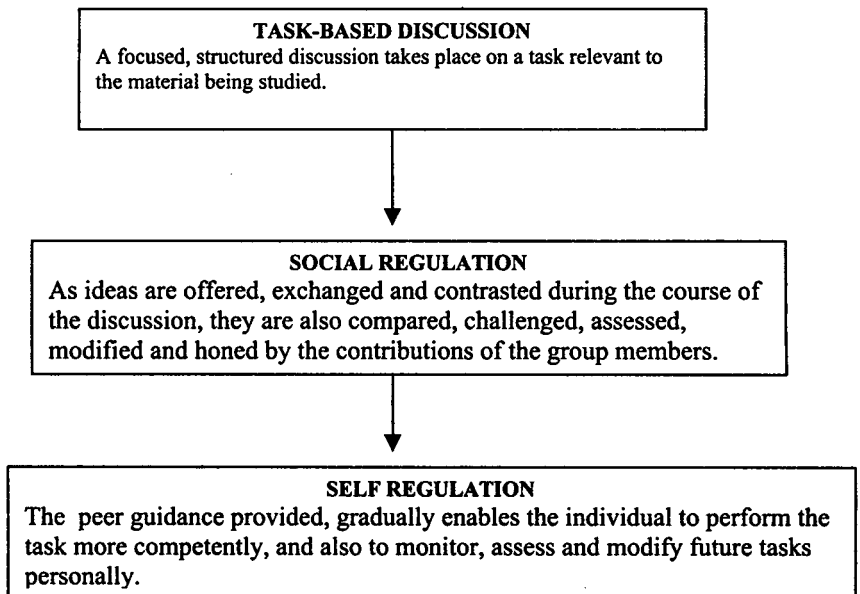 TASK-BASED DISCUSSION
A focused, structured discussion takes place on a task relevant to
the material being studied.
SOCIAL REGULATION
As ideas are offered, exchanged and contrasted during the course of
the discussion, they are also compared, challenged, assessed,
modified and honed by the contributions of the group members.
SELF REGULATION
The peer guidance provided, gradually enables the individual to perform the
task more competently, and also to monitor, assess and modify future tasks
personally.